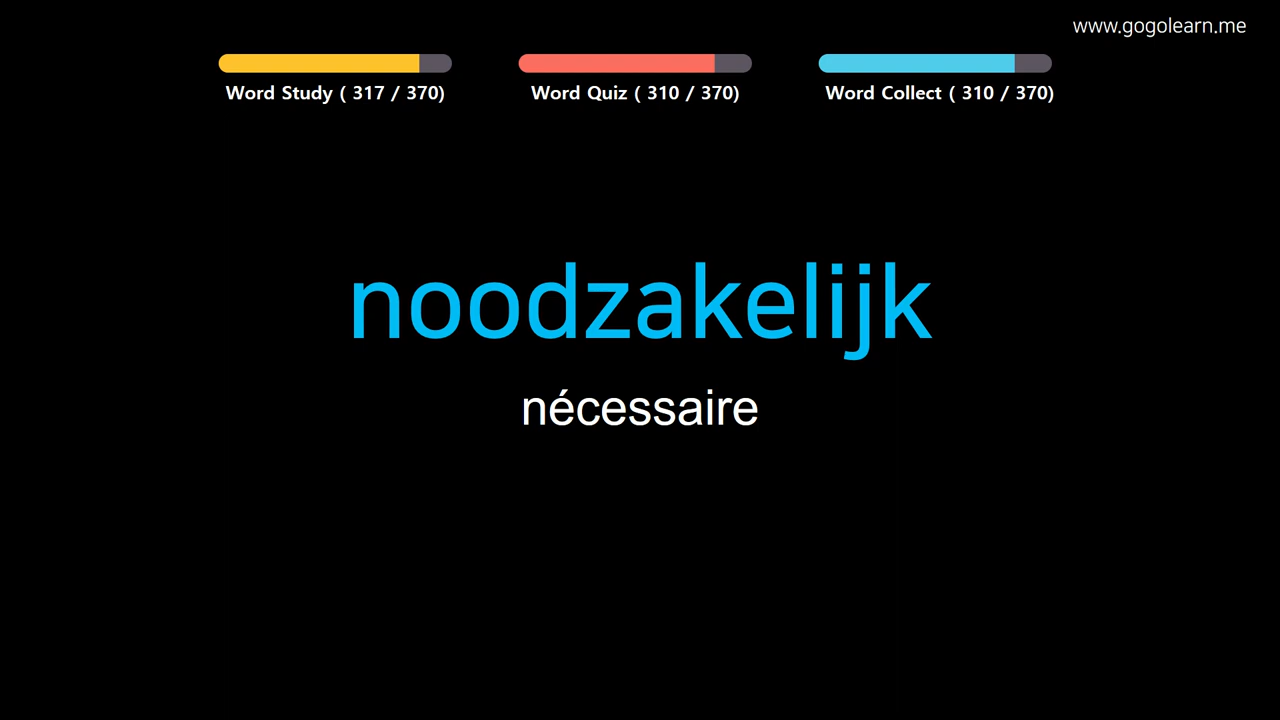 www.gogolearn.me
Word Study ( 317 / 370)
Word Quiz ( 310 / 370)
Word Collect ( 310 / 370)
noodzakelijk
nécessaire